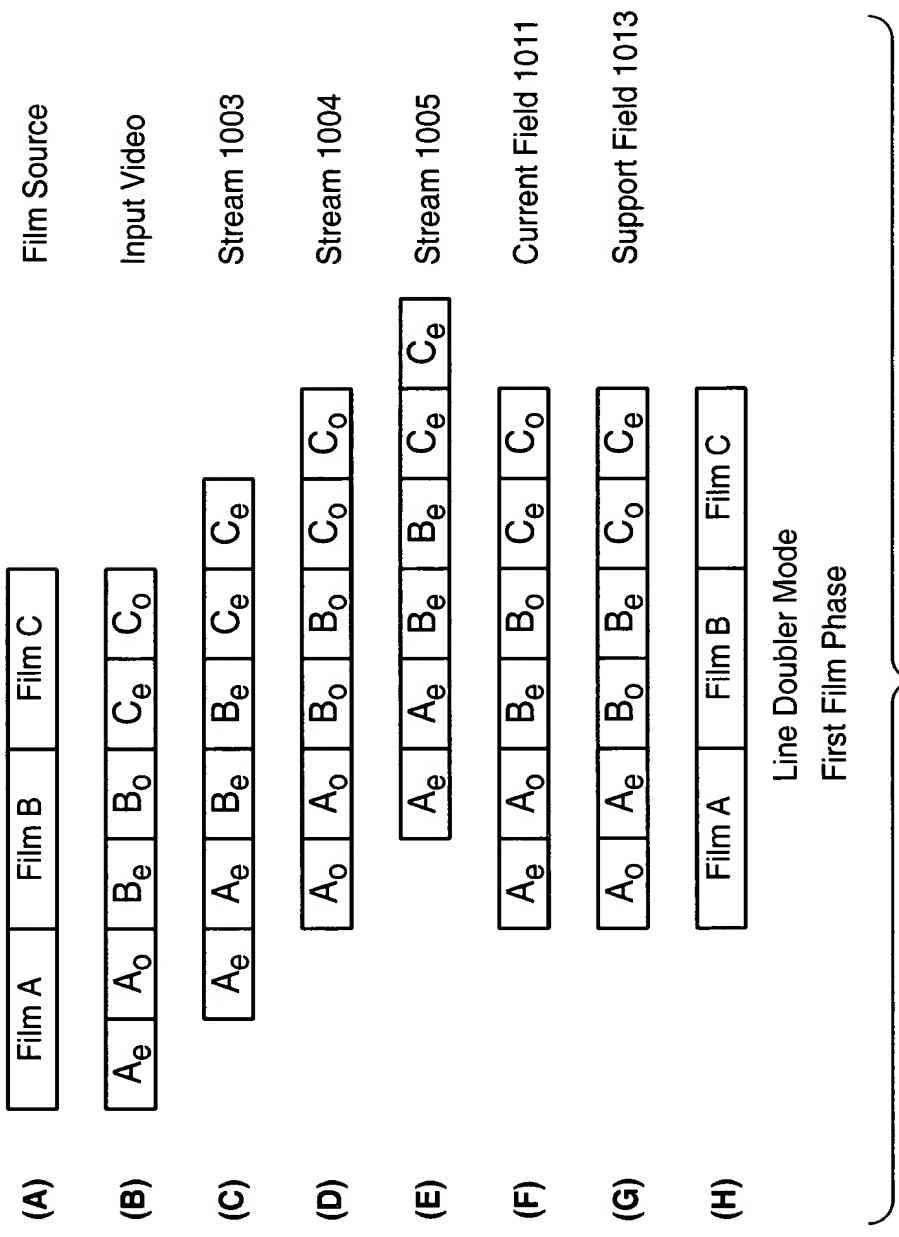 (A) Film A Film B Film C Film Source
(B) Ae Ao Be Bo Ce Co Input Video
(C) Ae Ae Be Be Ce Ce Stream 1003
(D) Ao Ao Bo Bo Co Co Stream 1004
(E) Ae Ae Be Be Ce Ce Stream 1005
(F) Ae Ao Be Bo Ce Co Current Field 1011
(G) Ao Ae Bo Be Co Ce Support Field 1013
(H) Film A Film B Film C
Line Doubler Mode
First Film Phase